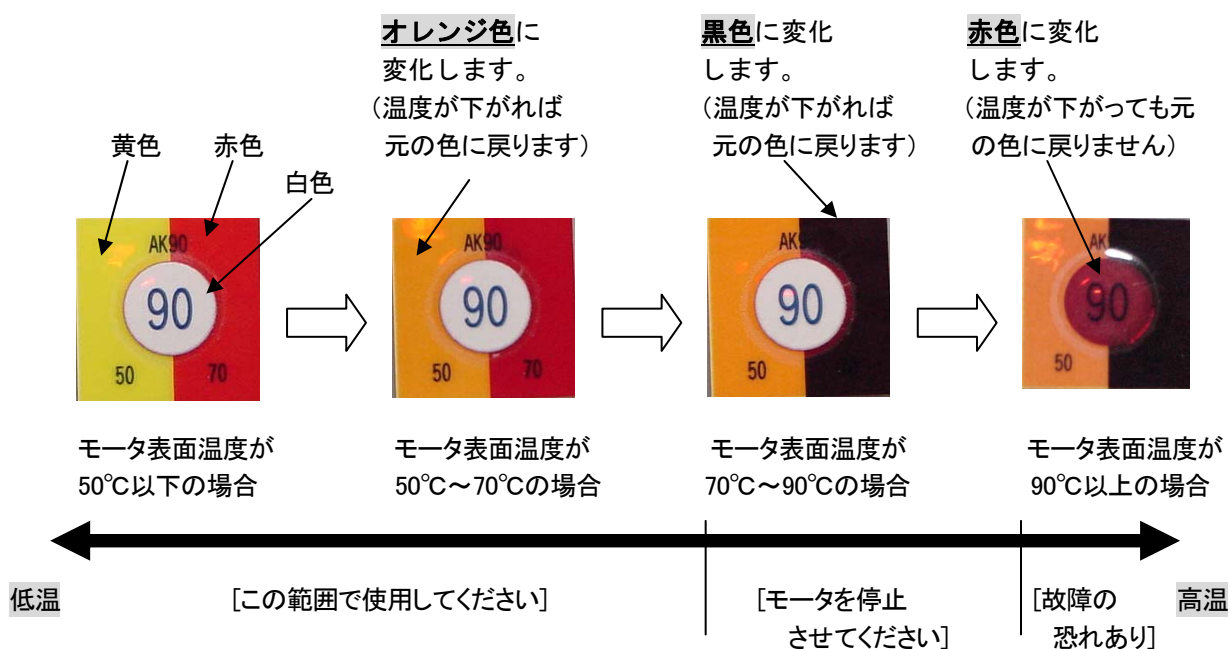 オレンジ色に
変化します。
（温度が下がれば
元の色に戻ります）
黒色に変化
します。
（温度が下がれば
元の色に戻ります）
赤色に変化
します。
（温度が下がっても元
の色に戻りません）
黄色
赤色
白色
AK90
90
50
70
AK90
90
50
70
AK9
90
50
70
AK
90
50
モータ表面温度が
50℃以下の場合
モータ表面温度が
50℃～70℃の場合
モータ表面温度が
70℃～90℃の場合
モータ表面温度が
90℃以上の場合
低温
[この範囲で使用してください]
[モータを停止
させてください]
[故障の
恐れあり]
高温